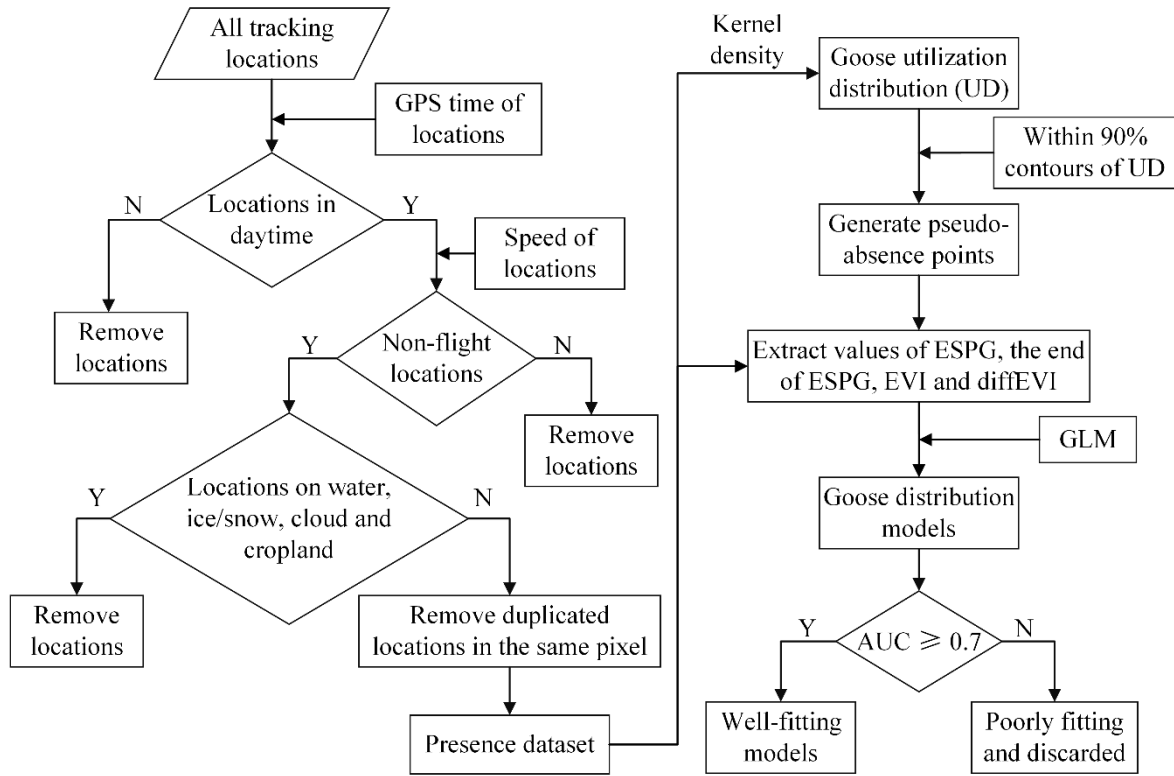 All tracking
locations
GPS time of
locations
N
Locations in
daytime
Y
Speed of
locations
Remove
locations
Y
Non-flight
locations
N
Remove
locations
Y
Locations on water,
ice/snow, cloud and
cropland
N
Remove
locations
Remove duplicated
locations in the same pixel
Presence dataset
Kernel
density
Goose utilization
distribution (UD)
Within 90%
contours of UD
Generate pseudo-
absence points
Extract values of ESPG, the end
of ESPG, EVI and diffEVI
GLM
Goose distribution
models
Y
AUC ⩾ 0.7
N
Well-fitting
models
Poorly fitting
and discarded